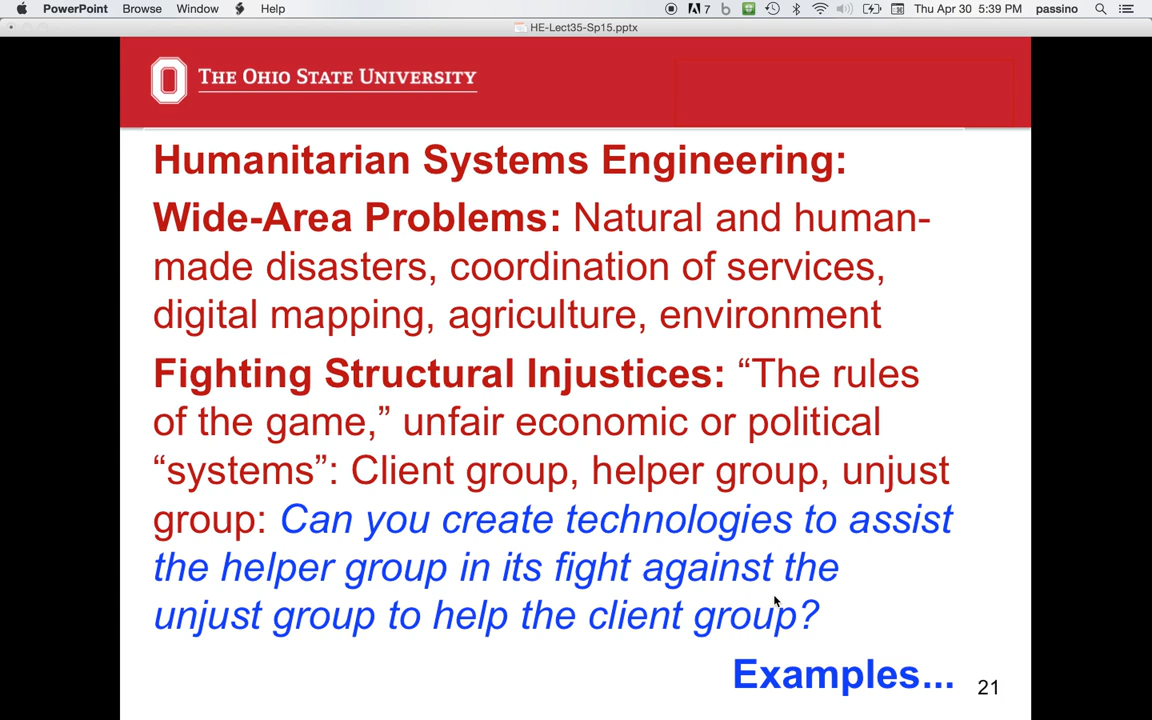 PowerPoint Browse Window Help 7 Thu Apr 30 5:39 PM passino
HE-Lect35-Sp15.pptx
THE OHIO STATE UNIVERSITY
Humanitarian Systems Engineering:
Wide-Area Problems: Natural and human-
made disasters, coordination of services,
digital mapping, agriculture, environment
Fighting Structural Injustices: “The rules
of the game,” unfair economic or political
“systems”: Client group, helper group, unjust
group: Can you create technologies to assist
the helper group in its fight against the
unjust group to help the client group?
Examples...
21